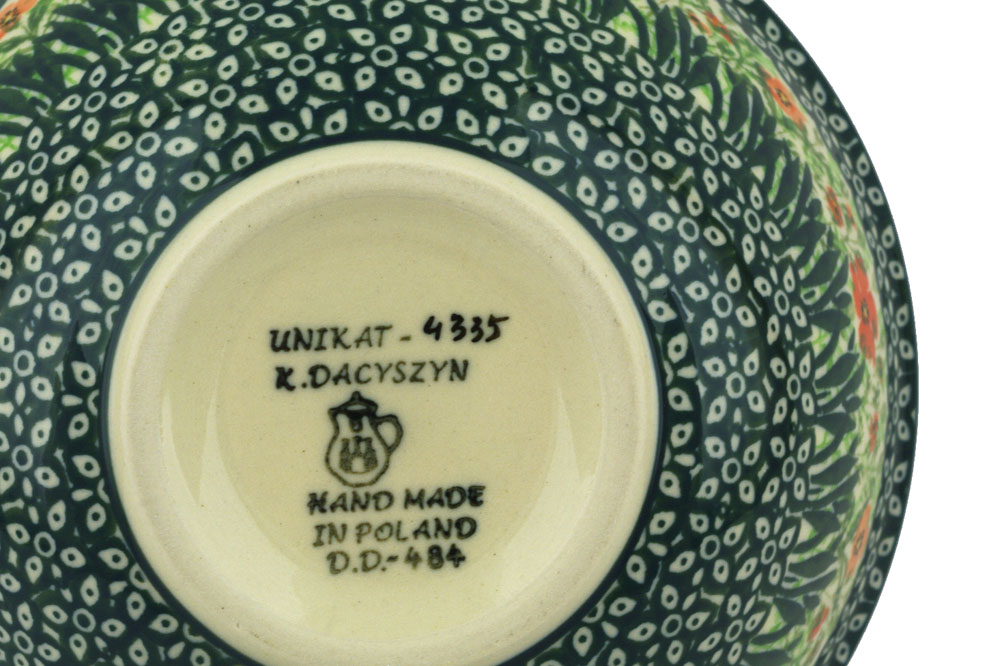 UNIKAT - 4335
K. DACYSZYN
HAND MADE
IN POLAND
D.D.-484